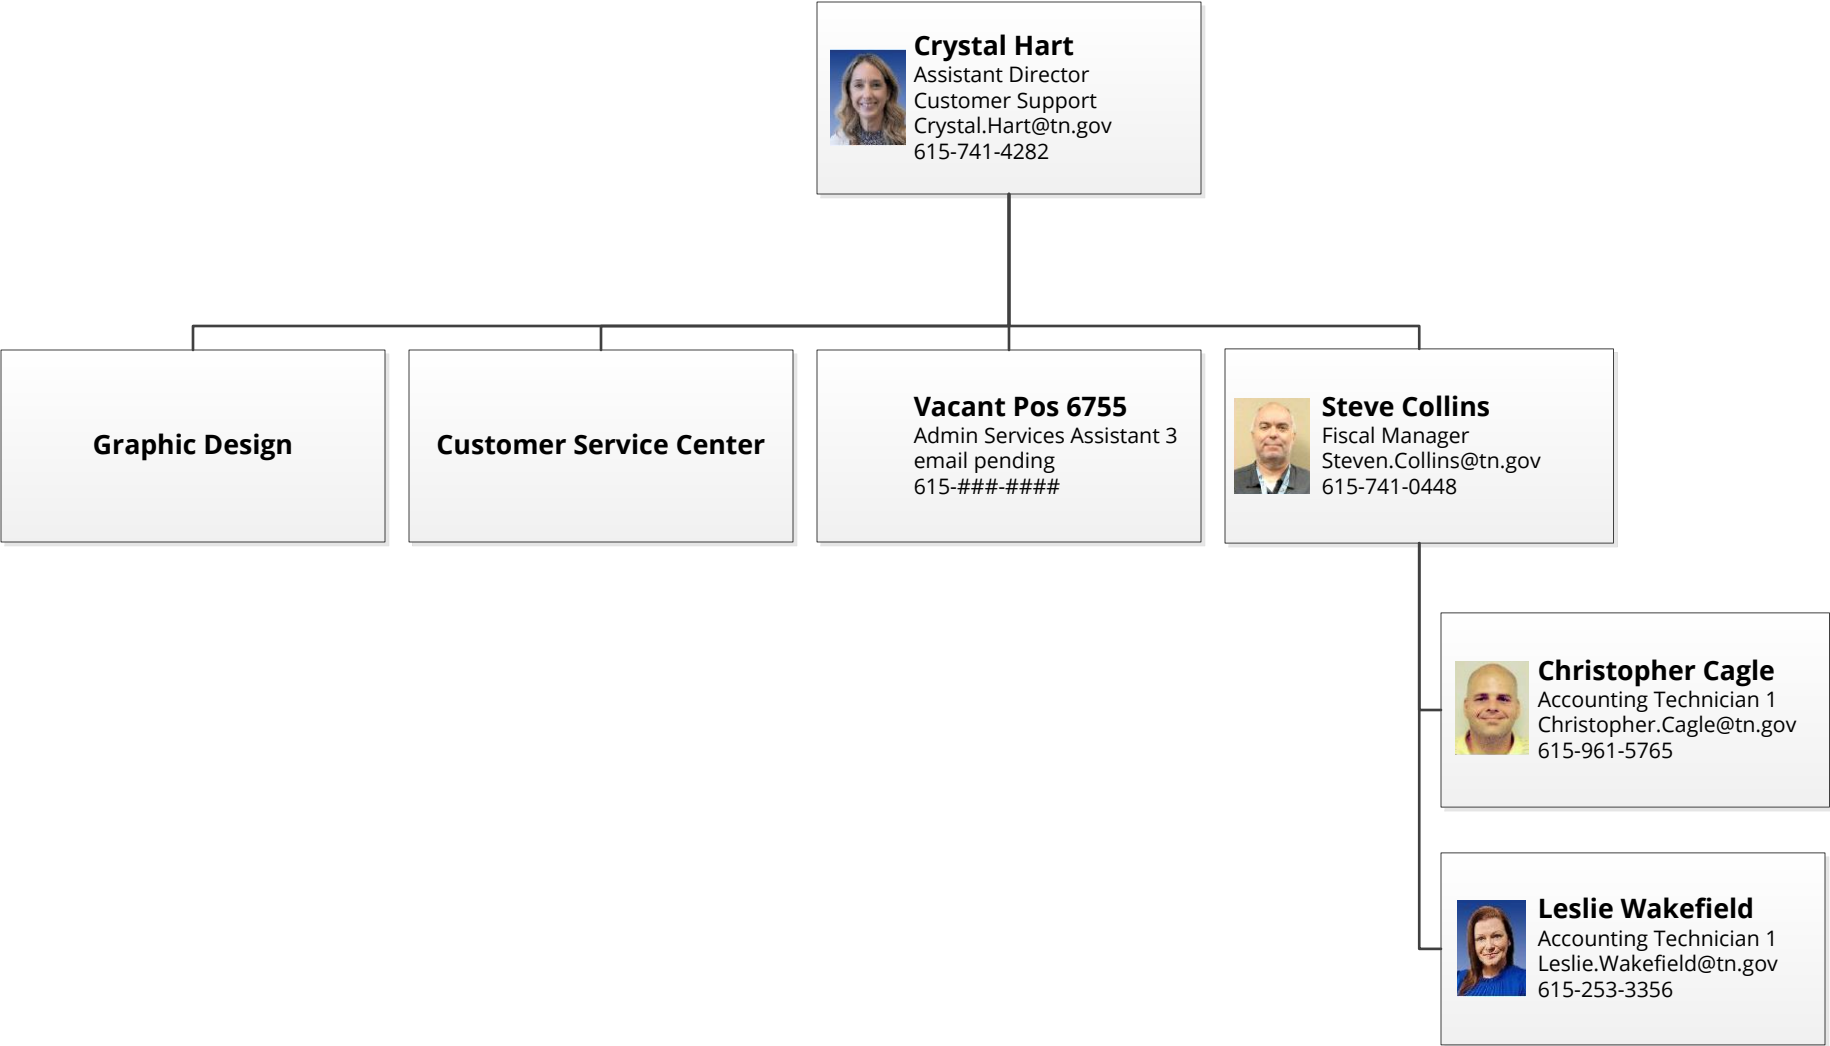 Crystal Hart
Assistant Director
Customer Support
Crystal.Hart@tn.gov
615-741-4282
Graphic Design
Customer Service Center
Vacant Pos 6755
Admin Services Assistant 3
email pending
615-###-####
Steve Collins
Fiscal Manager
Steven.Collins@tn.gov
615-741-0448
Christopher Cagle
Accounting Technician 1
Christopher.Cagle@tn.gov
615-961-5765
Leslie Wakefield
Accounting Technician 1
Leslie.Wakefield@tn.gov
615-253-3356